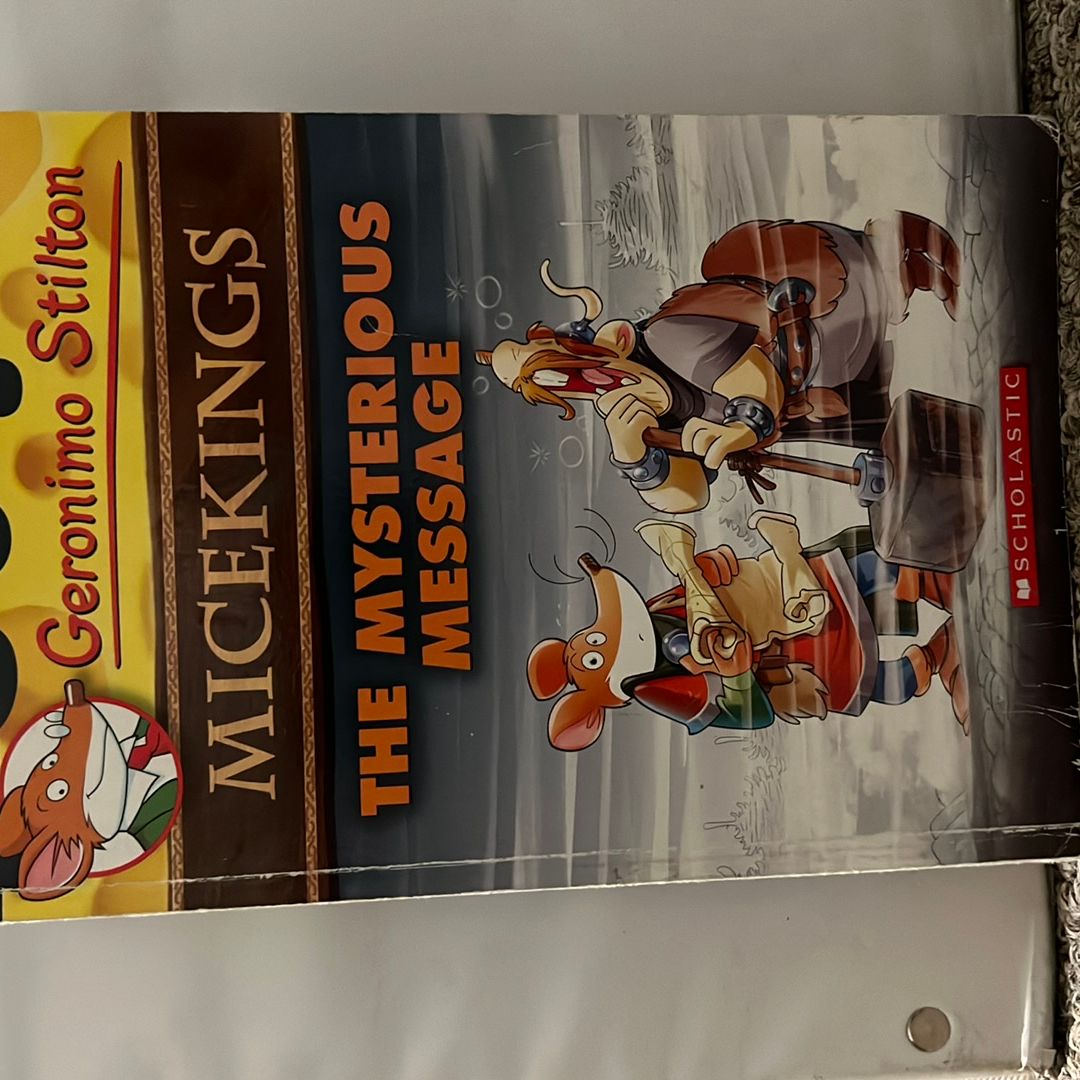 Geronimo Stilton
MICEKINGS
THE MYSTERIOUS
MESSAGE
SCHOLASTIC